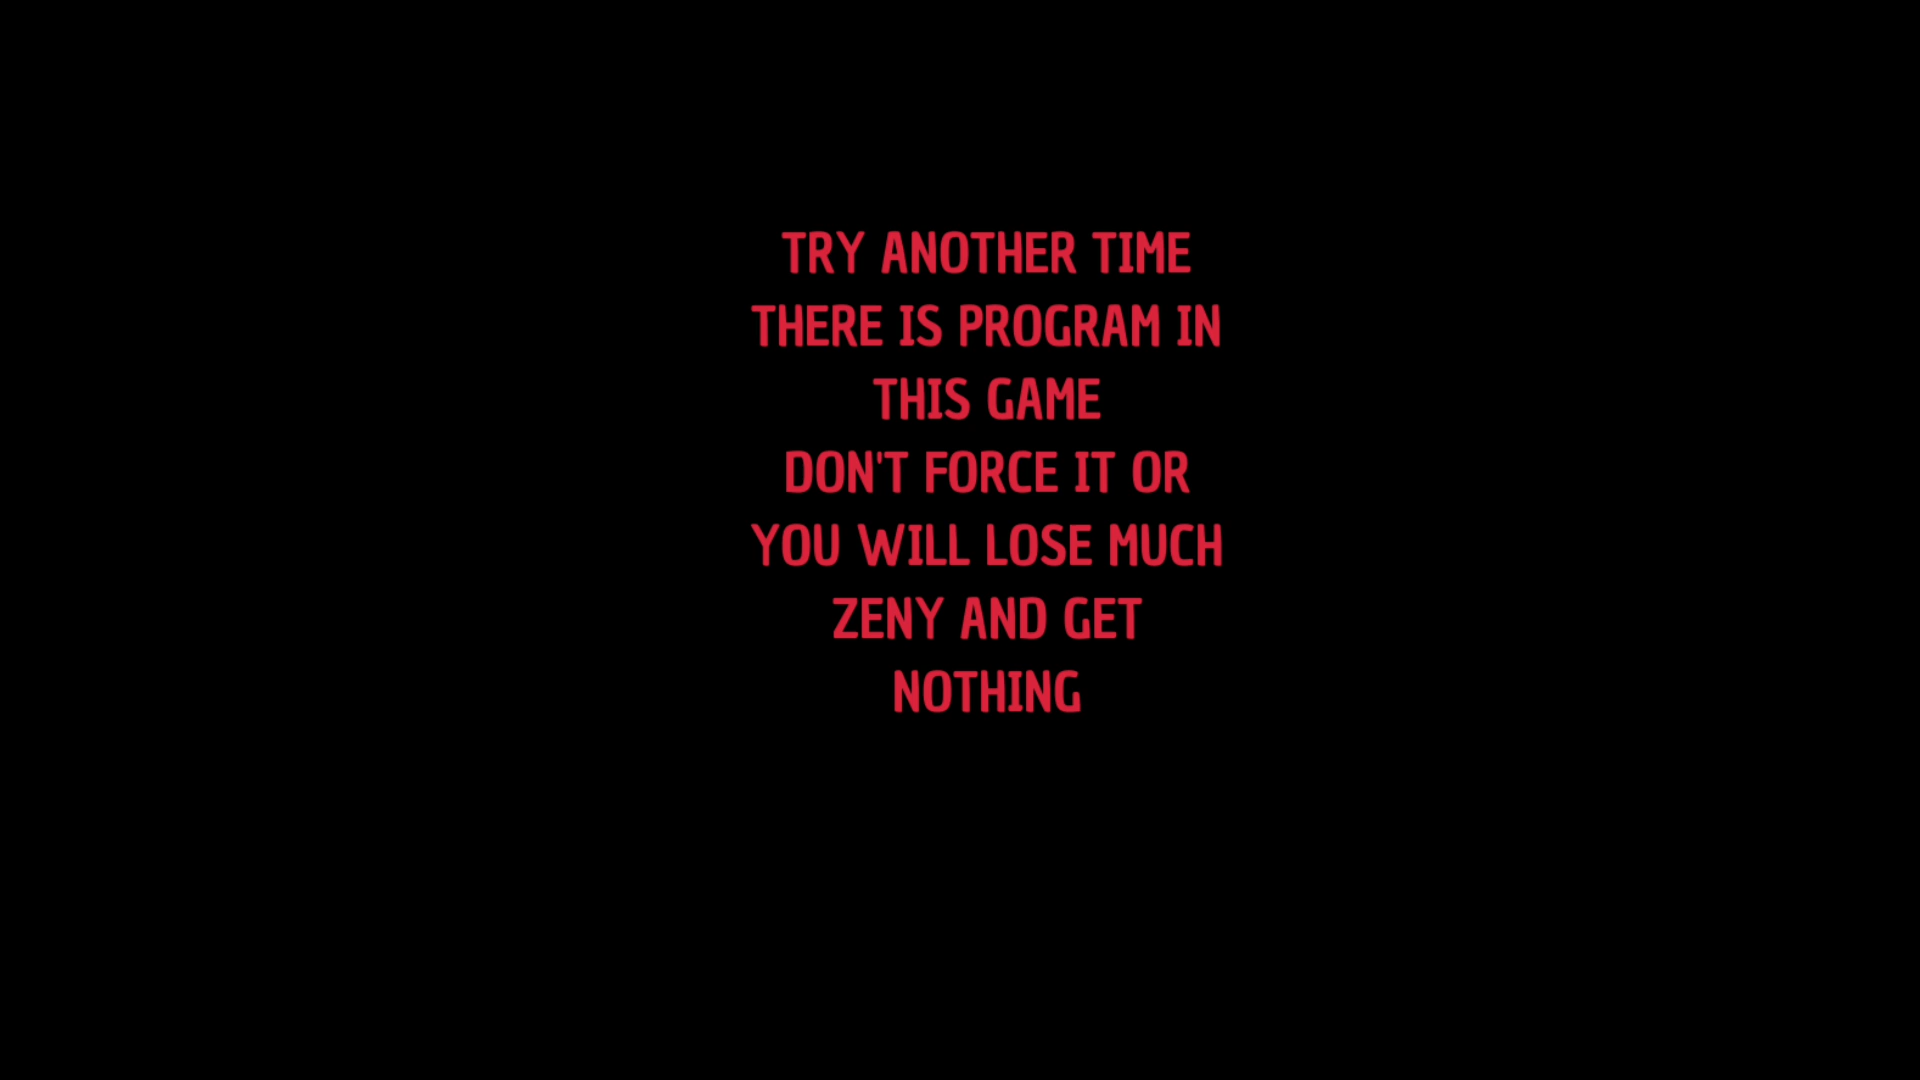 TRY ANOTHER TIME
THERE IS PROGRAM IN
THIS GAME
DON'T FORCE IT OR
YOU WILL LOSE MUCH
ZENY AND GET
NOTHING